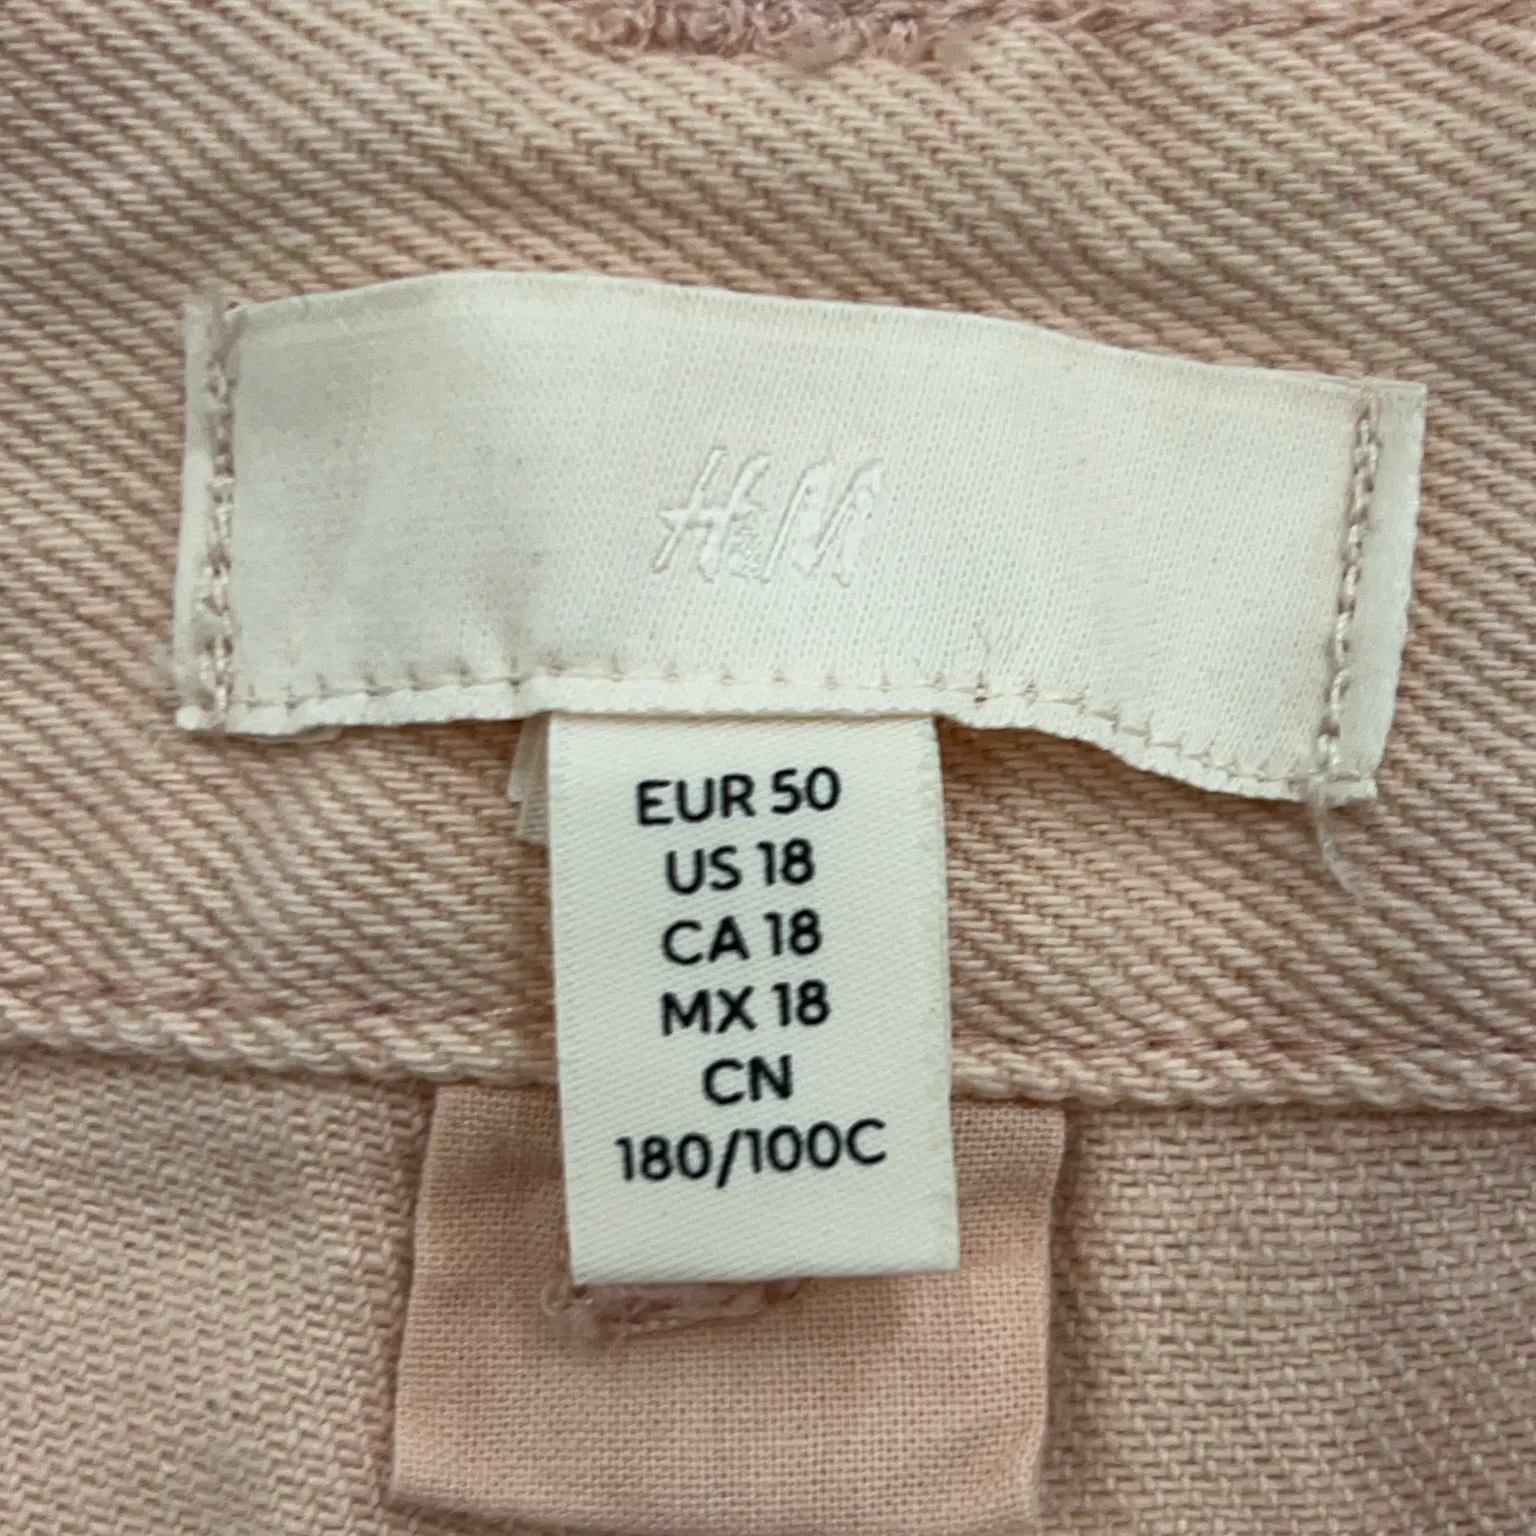 H&M
EUR 50
US 18
CA 18
MX 18
CN
180/100C